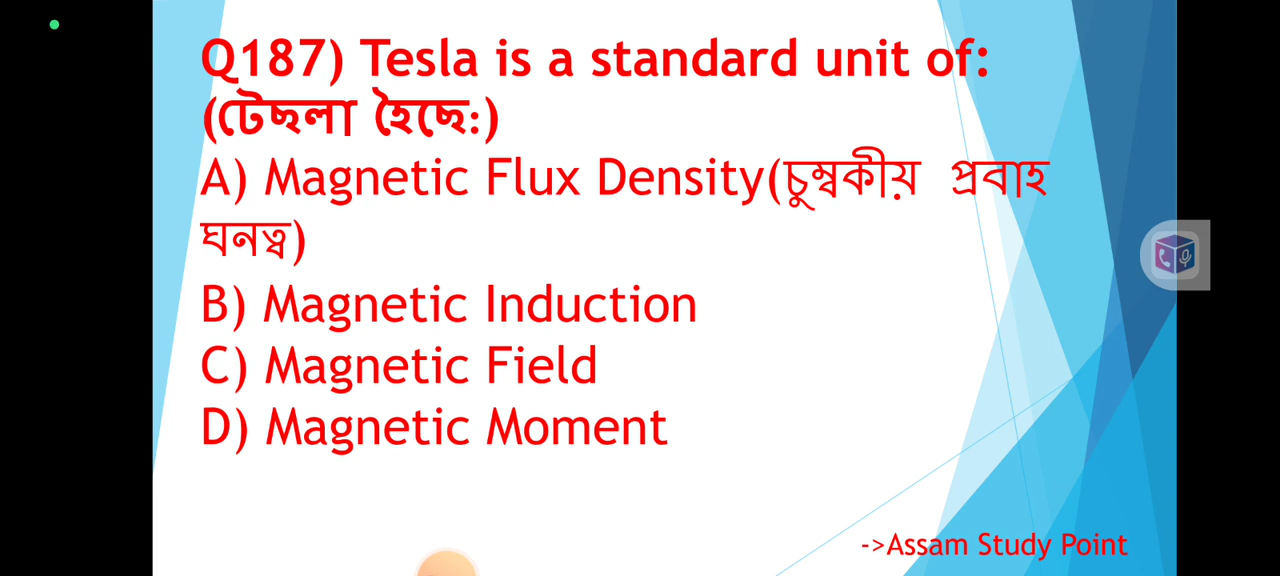 Q187) Tesla is a standard unit of:
(টেছলা হৈছে:)
A) Magnetic Flux Density(চুম্বকীয় প্ৰবাহ
ঘনত্ব)
B) Magnetic Induction
C) Magnetic Field
D) Magnetic Moment
->Assam Study Point